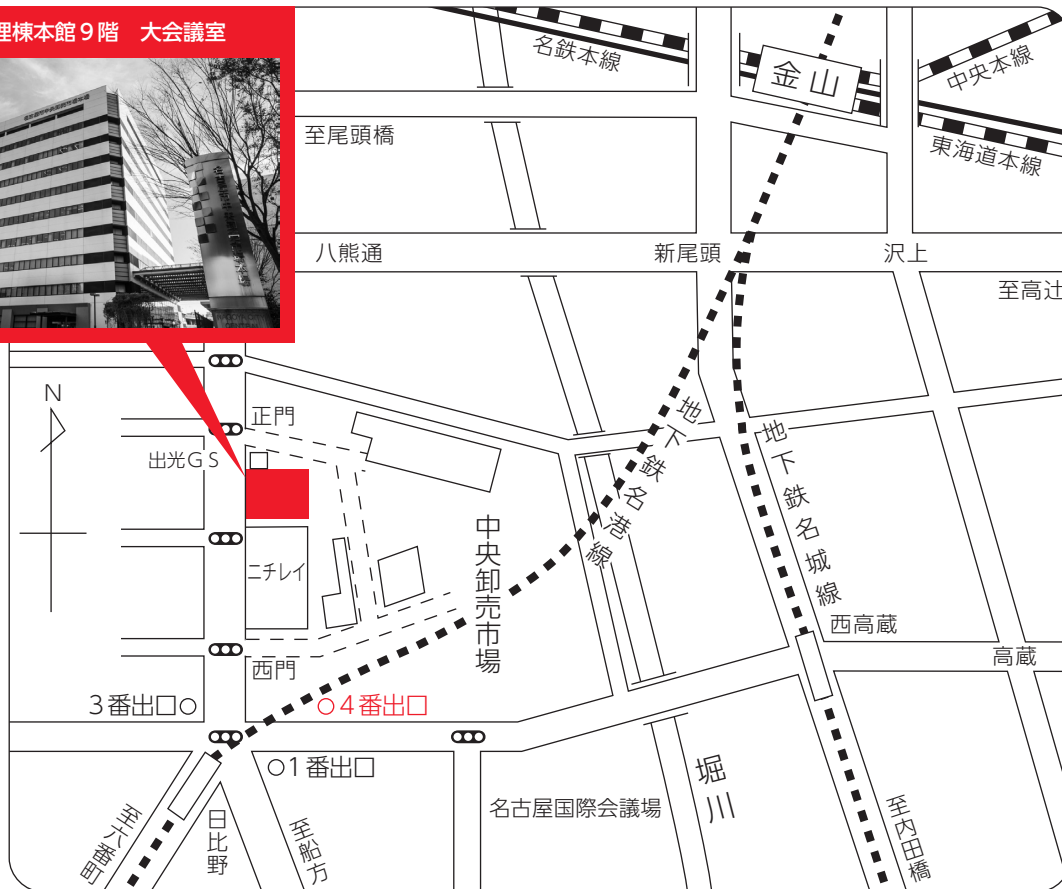 理棟本館9階 大会議室
名鉄本線
金山
中央本線
東海道本線
至尾頭橋
八熊通
新尾頭
沢上
至高辻
N
正門
出光GS
地下鉄名港線
地下鉄名城線
中央卸売市場
ニチレイ
西高蔵
高蔵
西門
3番出口○
○4番出口
○1番出口
堀川
名古屋国際会議場
至六番町
日比野
至船方
至内田橋